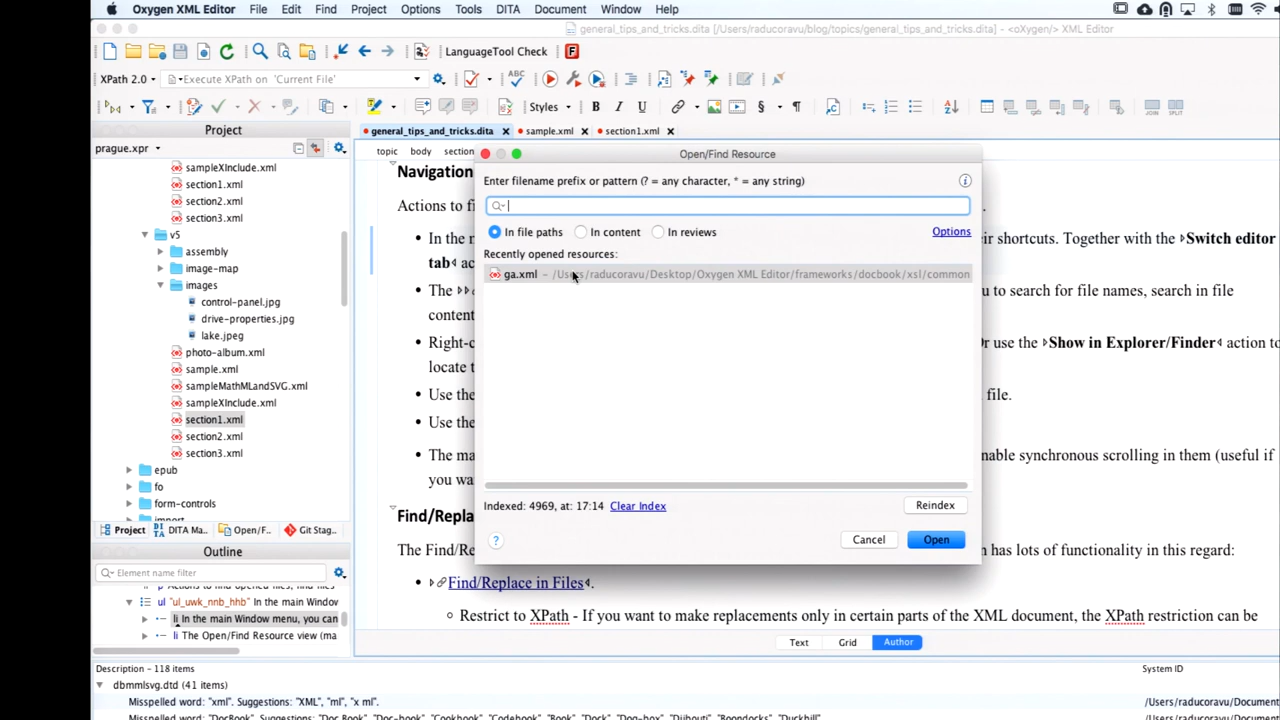 Oxygen XML Editor File Edit Find Project Options Tools DITA Document Window Help
general_tips_and_tricks.dita [/Users/raducoravu/blog/topics/general_tips_and_tricks.dita] - <oXygen/> XML Editor
LanguageTool Check
XPath 2.0 Execute XPath on 'Current File'
Styles B I U § ¶
JOIN SPLIT
Project
general_tips_and_tricks.dita sample.xml section1.xml
prague.xpr
topic body section
Open/Find Resource
sampleXInclude.xml
section1.xml
section2.xml
section3.xml
v5
assembly
image-map
images
control-panel.jpg
drive-properties.jpg
lake.jpeg
photo-album.xml
sample.xml
sampleMathMLandSVG.xml
sampleXInclude.xml
section1.xml
section2.xml
section3.xml
epub
fo
form-controls
import
Project DITA Ma... Open/F.. Git Stag...
Outline
Element name filter
ul "ul_uwk_nnb_hhb" In the main Window
li In the main Window menu, you can
li The Open/Find Resource view (ma
Navigation
Actions to f
In the n
tab ac
The
conten
Right-c
locate t
Use the
Use the
The ma
you wa
Enter filename prefix or pattern (? = any character, * = any string)
In file paths In content In reviews Options
Recently opened resources:
ga.xml – /Users/raducoravu/Desktop/Oxygen XML Editor/frameworks/docbook/xsl/common
Indexed: 4969, at: 17:14 Clear Index Reindex
? Cancel Open
eir shortcuts. Together with the Switch editor
u to search for file names, search in file
Or use the Show in Explorer/Finder action to
file.
nable synchronous scrolling in them (useful if
Find/Repla
The Find/Re
n has lots of functionality in this regard:
Find/Replace in Files.
Restrict to XPath - If you want to make replacements only in certain parts of the XML document, the XPath restriction can be
Text Grid Author
Description - 118 items System ID
dbmmlsvg.dtd (41 items)
Misspelled word: "xml". Suggestions: "XML", "ml", "x ml". /Users/raducoravu/Document